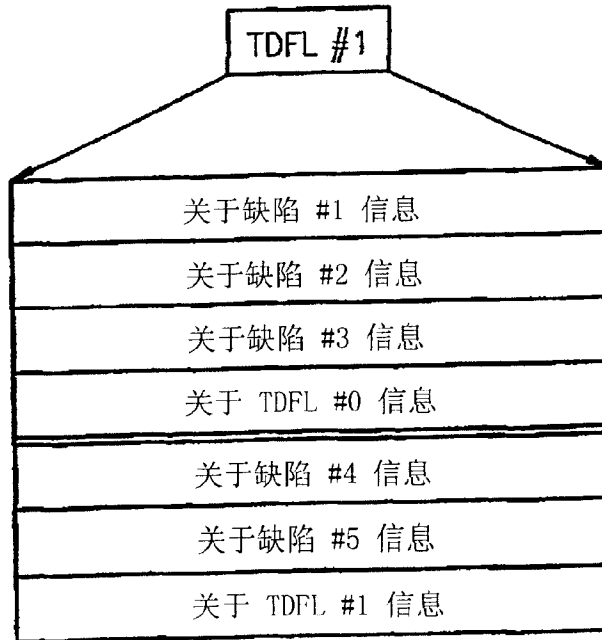 TDFL #1
关于缺陷 #1 信息
关于缺陷 #2 信息
关于缺陷 #3 信息
关于 TDFL #0 信息
关于缺陷 #4 信息
关于缺陷 #5 信息
关于 TDFL #1 信息